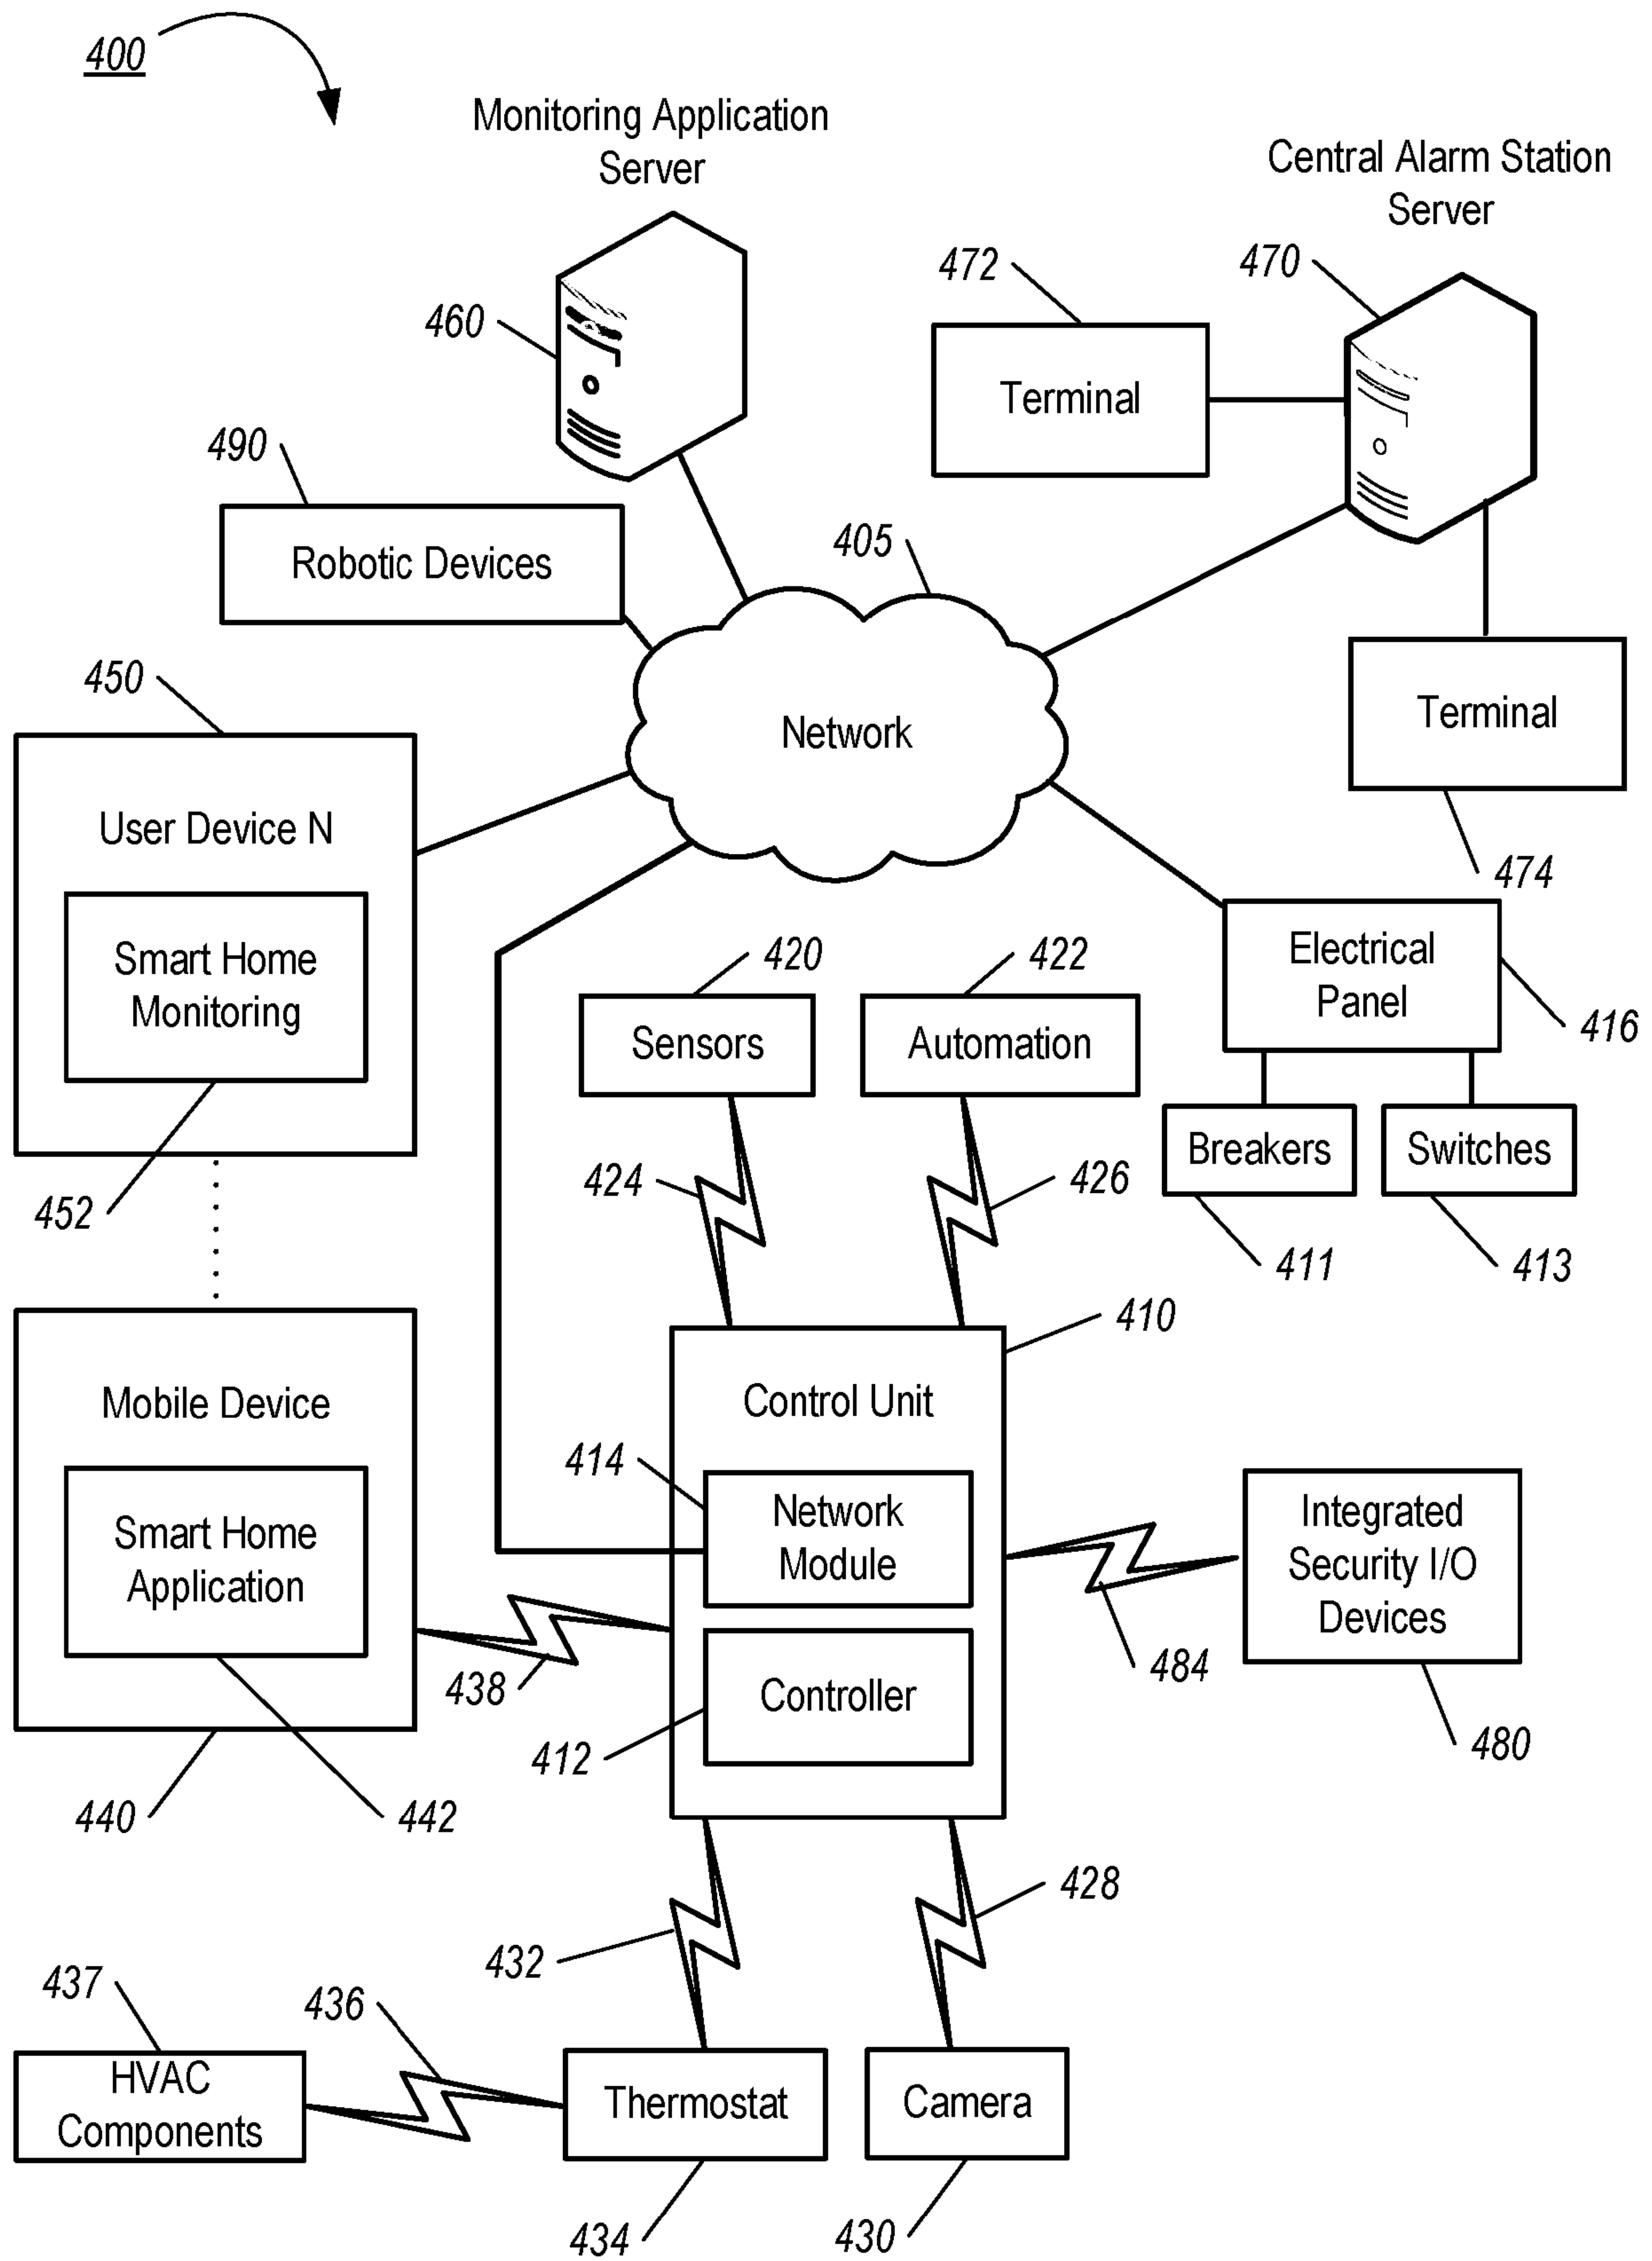 400
Monitoring Application
Server
Central Alarm Station
Server
460
472
470
Terminal
490
Robotic Devices
405
Network
Terminal
474
450
User Device N
Smart Home
Monitoring
452
420
Sensors
422
Automation
Electrical
Panel
416
Breakers
Switches
411
413
424
426
410
Control Unit
414
Network
Module
Controller
412
Mobile Device
Smart Home
Application
438
440
442
Integrated
Security I/O
Devices
484
480
432
428
437
436
HVAC
Components
Thermostat
Camera
434
430